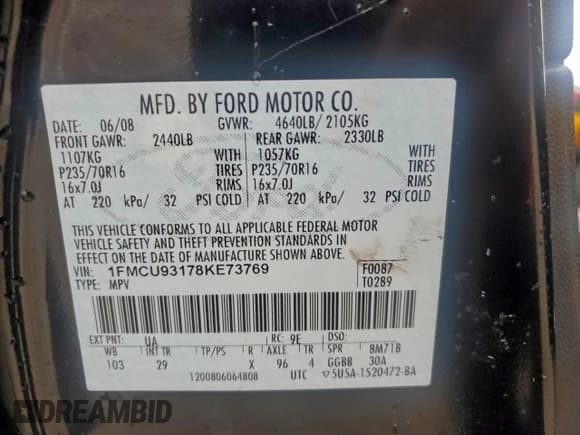 MFD. BY FORD MOTOR CO.
DATE: 06/08 GVWR: 4640LB/ 2105KG
FRONT GAWR: 2440LB REAR GAWR: 2330LB
1107KG WITH 1057KG WITH
P235/70R16 TIRES P235/70R16 TIRES
16x7.0J RIMS 16x7.0J RIMS
AT 220 kPa/ 32 PSI COLD AT 220 kPa/ 32 PSI COLD
THIS VEHICLE CONFORMS TO ALL APPLICABLE FEDERAL MOTOR
VEHICLE SAFETY AND THEFT PREVENTION STANDARDS IN
EFFECT ON THE DATE OF MANUFACTURE SHOWN ABOVE.
VIN: 1FMCU93178KE73769 F0087
TYPE: MPV T0289
EXT PNT: UA RC: 9E DSO:
WB INT TR TP/PS R AXLE TR SPR 8M71B
103 29 X 96 4 GGBB 30A
1200806064808 UTC ▽5U5A-1520472-BA
DREAMBID